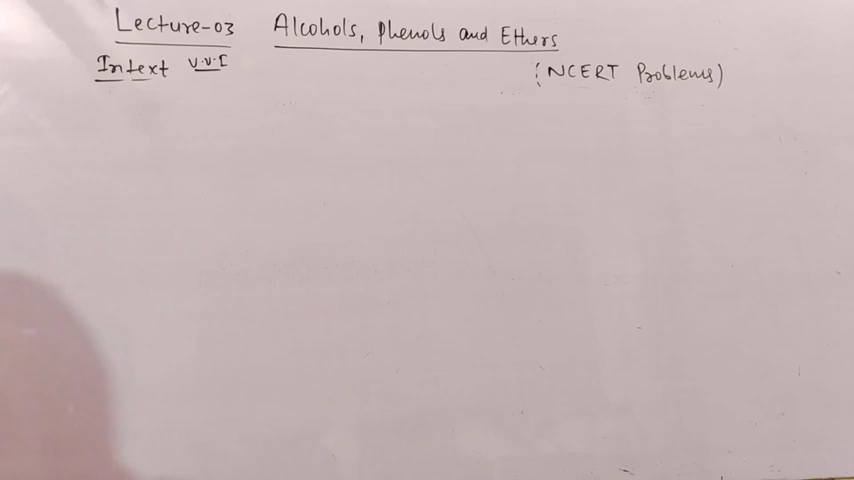 Lecture-03 Alcohols, Phenols and Ethers
Intext V.V.I (NCERT Problems)